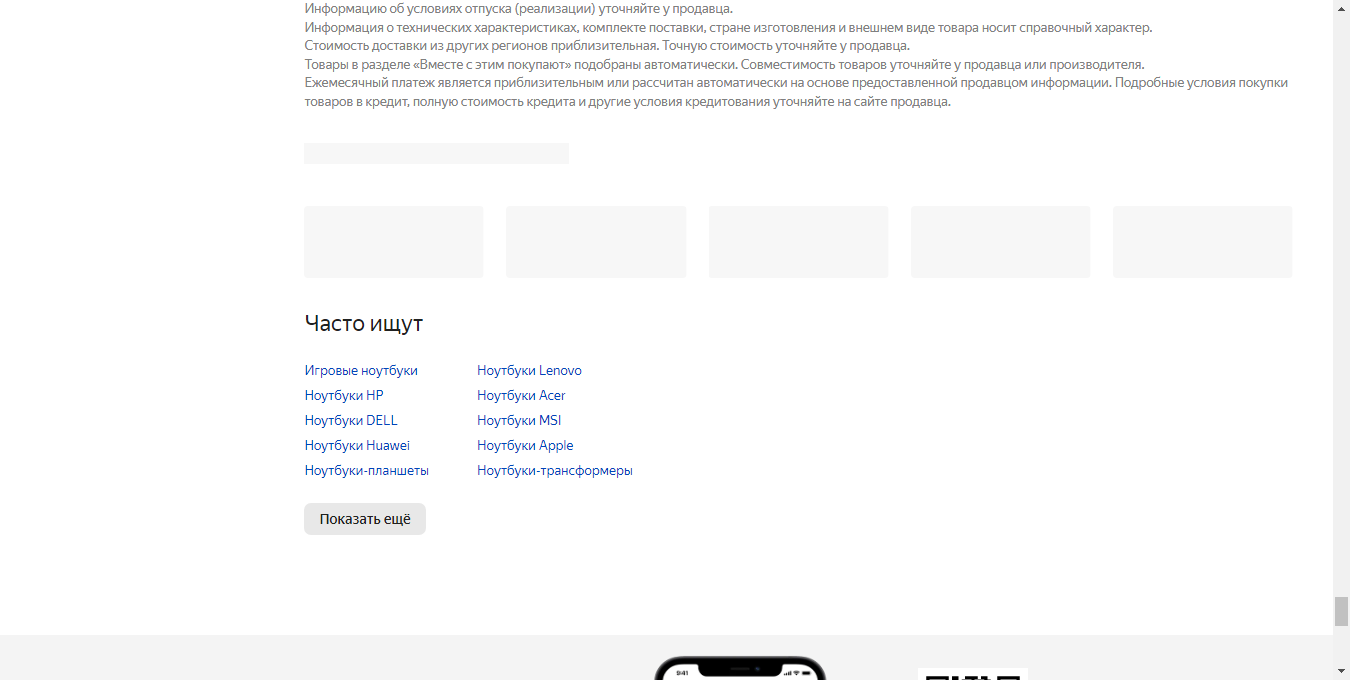 Информацию об условиях отпуска (реализации) уточняйте у продавца.
Информация о технических характеристиках, комплекте поставки, стране изготовления и внешнем виде товара носит справочный характер.
Стоимость доставки из других регионов приблизительная. Точную стоимость уточняйте у продавца.
Товары в разделе «Вместе с этим покупают» подобраны автоматически. Совместимость товаров уточняйте у продавца или производителя.
Ежемесячный платеж является приблизительным или рассчитан автоматически на основе предоставленной продавцом информации. Подробные условия покупки
товаров в кредит, полную стоимость кредита и другие условия кредитования уточняйте на сайте продавца.
Часто ищут
Игровые ноутбуки
Ноутбуки HP
Ноутбуки DELL
Ноутбуки Huawei
Ноутбуки-планшеты
Ноутбуки Lenovo
Ноутбуки Acer
Ноутбуки MSI
Ноутбуки Apple
Ноутбуки-трансформеры
Показать ещё
9:41